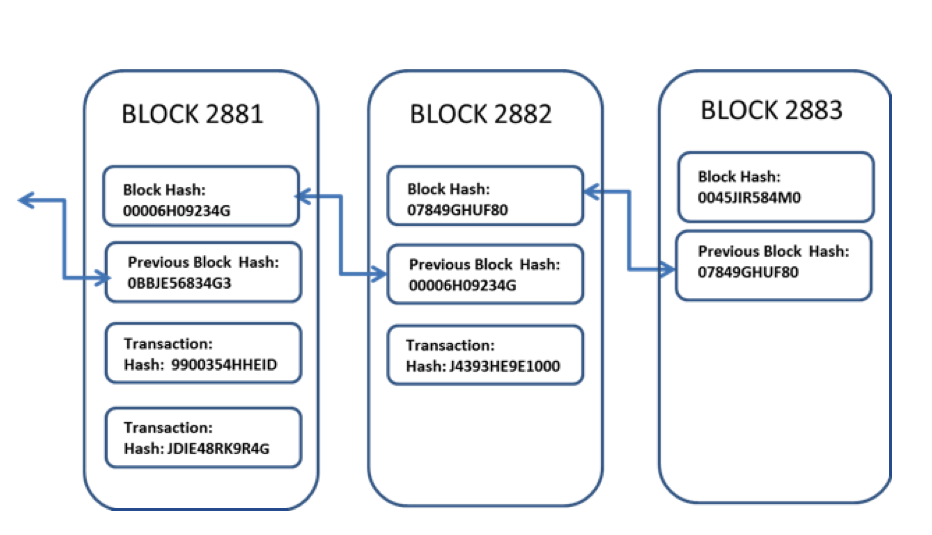 BLOCK 2881
Block Hash:
00006H09234G
Previous Block Hash:
0BBJE56834G3
Transaction:
Hash: 9900354HHEID
Transaction:
Hash: JDIE48RK9R4G
BLOCK 2882
Block Hash:
07849GHUF80
Previous Block Hash:
00006H09234G
Transaction:
Hash: J4393HE9E1000
BLOCK 2883
Block Hash:
0045JIR584M0
Previous Block Hash:
07849GHUF80